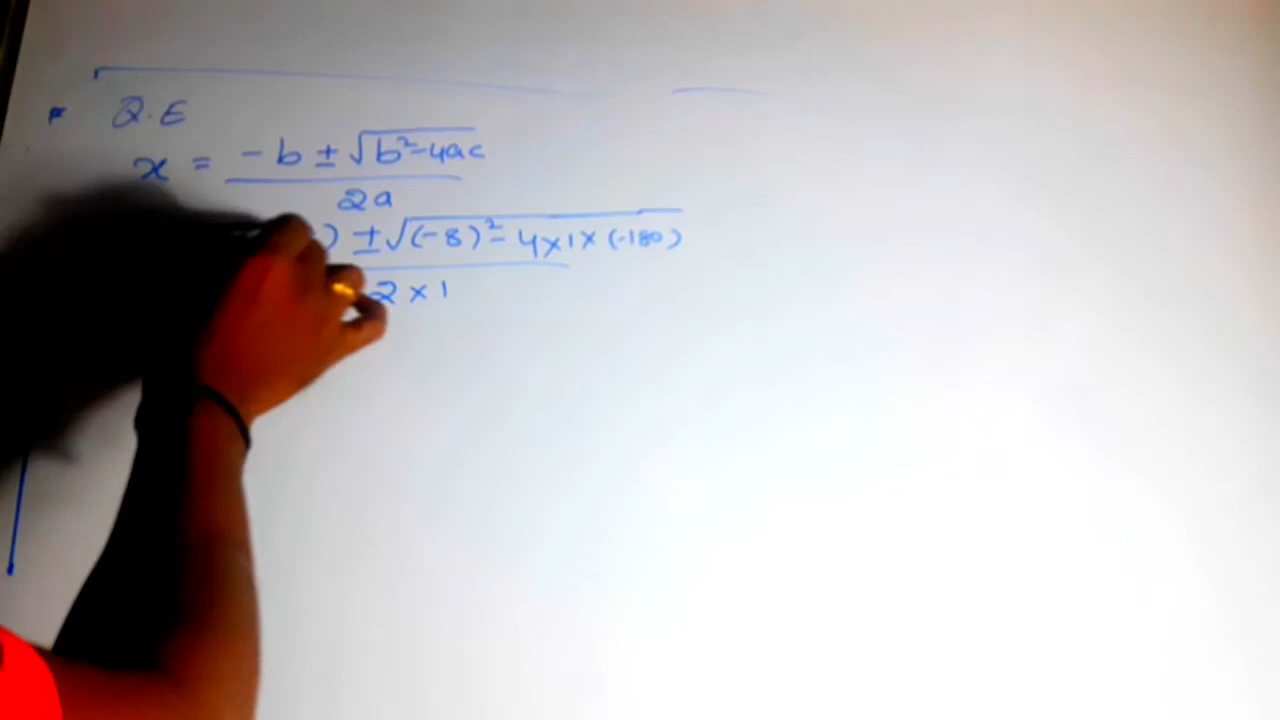 Q.E
x = -b ± √b²-4ac
2a
) ± √(-8)² - 4 x 1 x (-180)
2 x 1